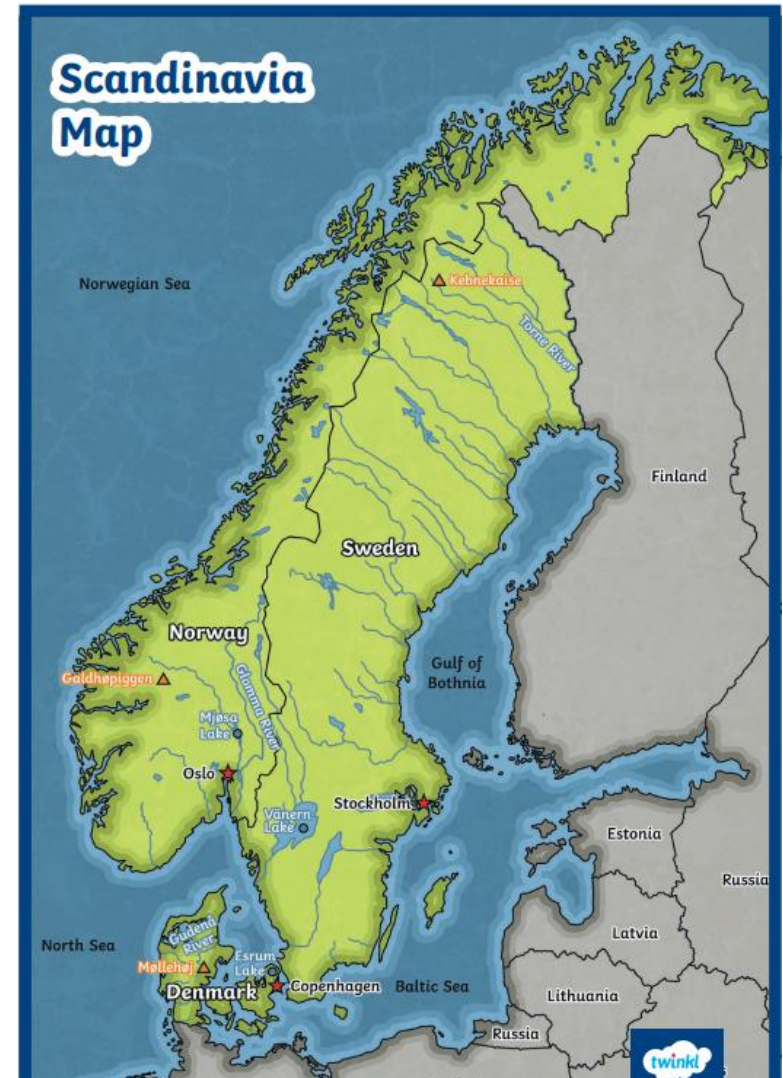 Scandinavia
Map
Norwegian Sea
Kebnekaise
Torne River
Finland
Sweden
Norway
Gulf of
Bothnia
Galdhøpiggen
Glomma River
Mjøsa
Lake
Oslo
Stockholm
Vänern
Lake
Estonia
Russia
Gudenå
River
Latvia
North Sea
Esrum
Lake
Møllehøj
Denmark
Copenhagen
Baltic Sea
Lithuania
Russia
twinkl